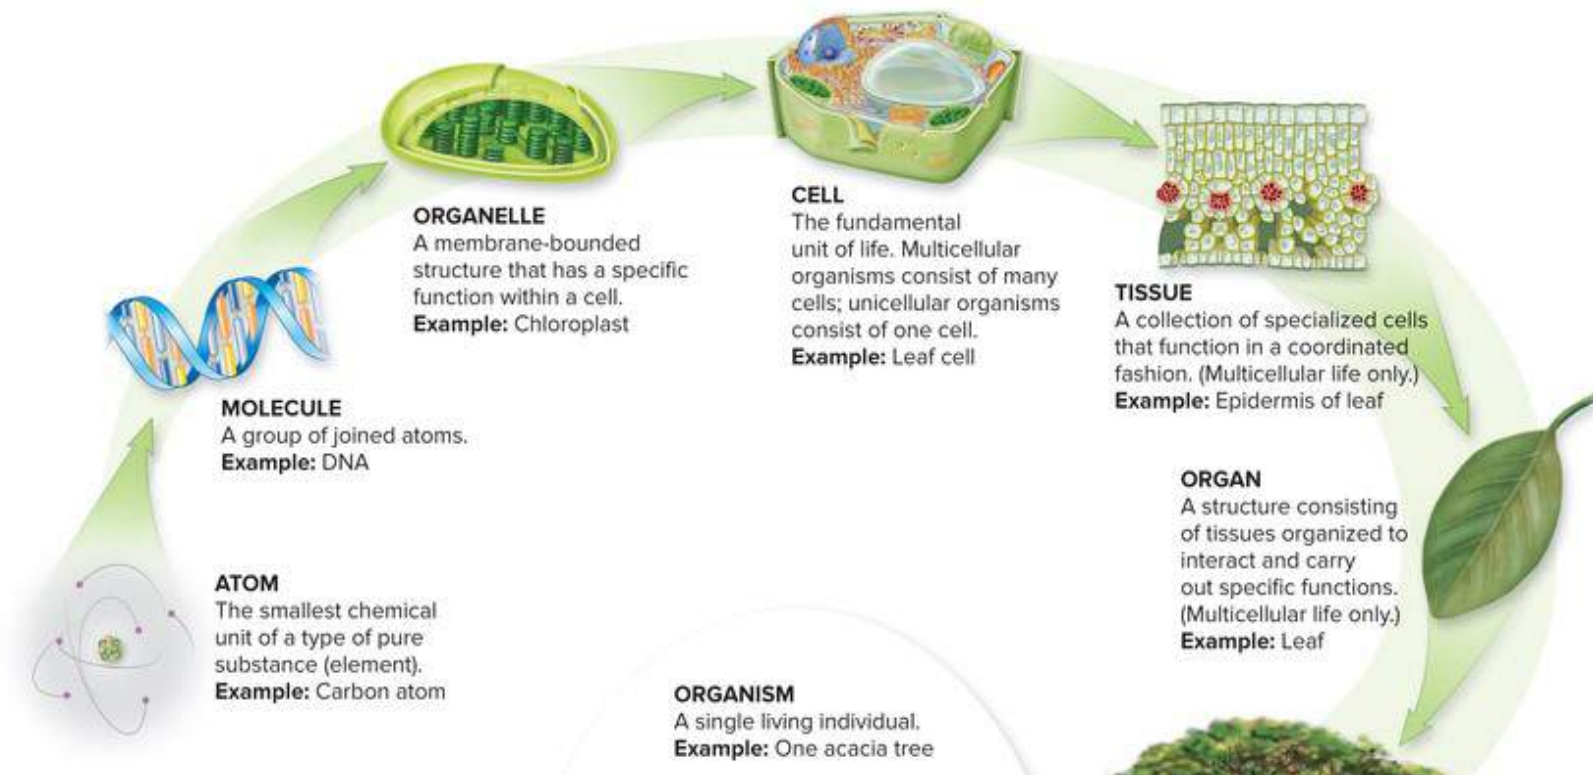 ORGANELLE
A membrane-bounded
structure that has a specific
function within a cell.
Example: Chloroplast
CELL
The fundamental
unit of life. Multicellular
organisms consist of many
cells; unicellular organisms
consist of one cell.
Example: Leaf cell
TISSUE
A collection of specialized cells
that function in a coordinated
fashion. (Multicellular life only.)
Example: Epidermis of leaf
MOLECULE
A group of joined atoms.
Example: DNA
ORGAN
A structure consisting
of tissues organized to
interact and carry
out specific functions.
(Multicellular life only.)
Example: Leaf
ATOM
The smallest chemical
unit of a type of pure
substance (element).
Example: Carbon atom
ORGANISM
A single living individual.
Example: One acacia tree